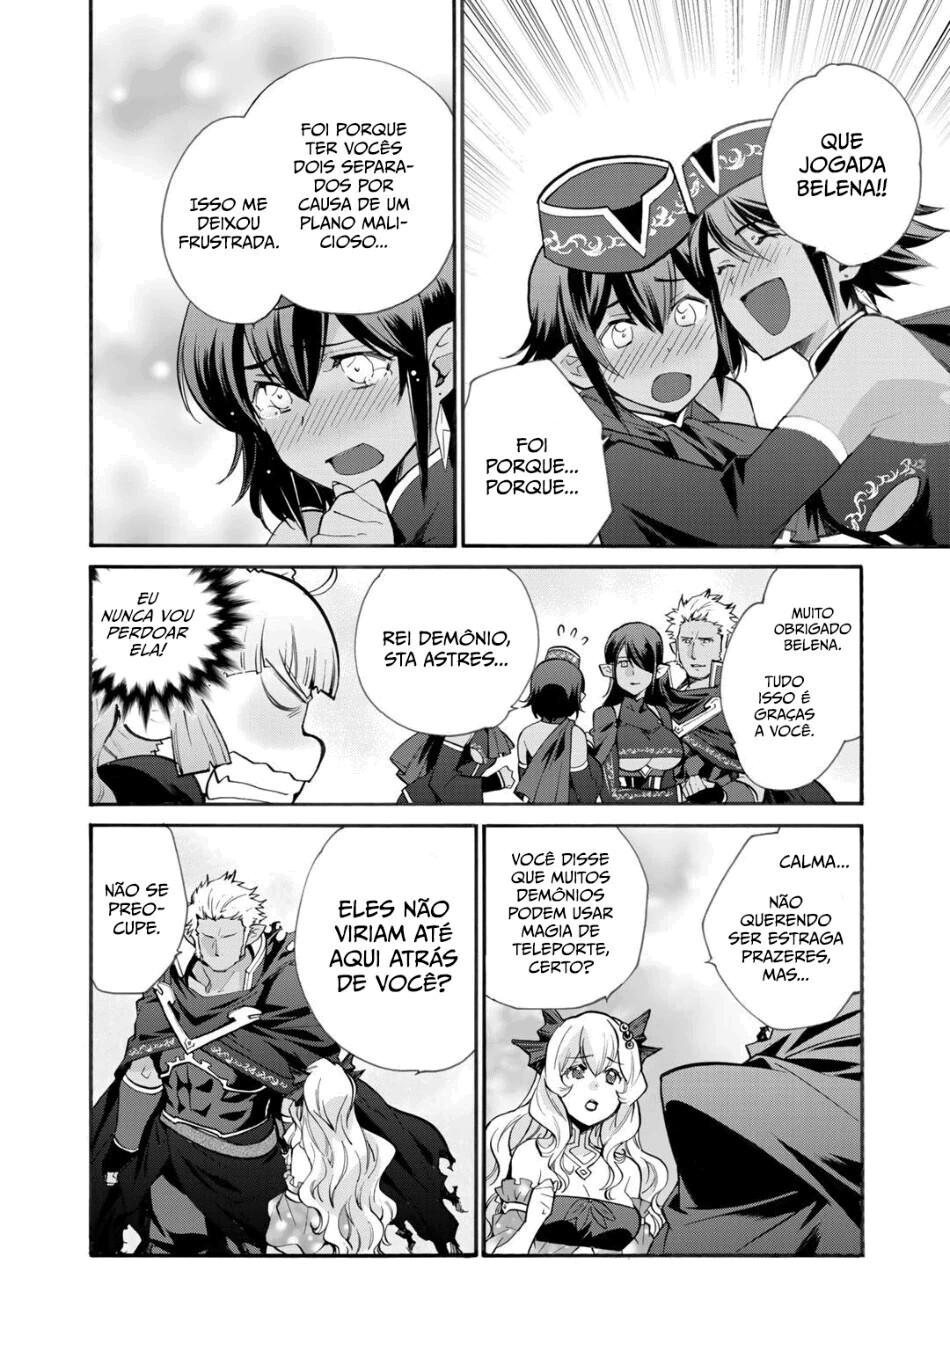 QUE
JOGADA
BELENA!!
FOI
PORQUE...
PORQUE...
FOI PORQUE
TER VOCÊS
DOIS SEPARA-
DOS POR
CAUSA DE UM
PLANO MALI-
CIOSO...
ISSO ME
DEIXOU
FRUSTRADA.
MUITO
OBRIGADO
BELENA.
TUDO
ISSO É
GRAÇAS
A VOCÊ.
REI DEMÔNIO,
STA ASTRES...
EU
NUNCA VOU
PERDOAR
ELA!
CALMA...
NÃO
QUERENDO
SER ESTRAGA
PRAZERES,
MAS...
VOCÊ DISSE
QUE MUITOS
DEMÔNIOS
PODEM USAR
MAGIA DE
TELEPORTE,
CERTO?
ELES NÃO
VIRIAM ATÉ
AQUI ATRÁS
DE VOCÊ?
NÃO SE
PREO-
CUPE.